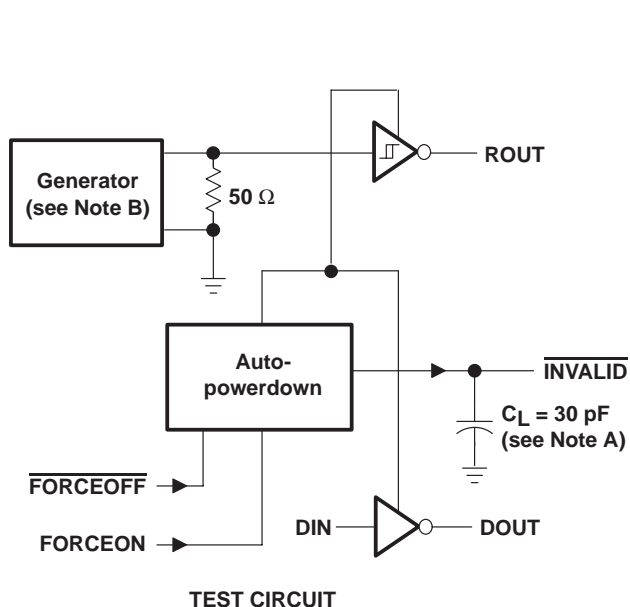 ROUT
Generator
(see Note B)
50 Ω
Auto-
powerdown
INVALID
CL = 30 pF
(see Note A)
FORCEOFF
FORCEON
DIN
DOUT
TEST CIRCUIT